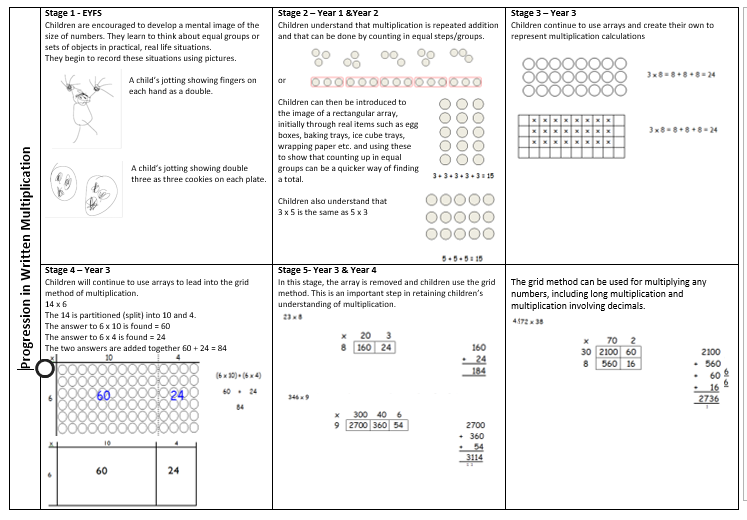 Progression in Written Multiplication
Stage 1 - EYFS
Children are encouraged to develop a mental image of the
size of numbers. They learn to think about equal groups or
sets of objects in practical, real life situations.
They begin to record these situations using pictures.
A child's jotting showing fingers on
each hand as a double.
A child's jotting showing double
three as three cookies on each plate.
Stage 2 – Year 1 &Year 2
Children understand that multiplication is repeated addition
and that can be done by counting in equal steps/groups.
or
Children can then be introduced to
the image of a rectangular array,
initially through real items such as egg
boxes, baking trays, ice cube trays,
wrapping paper etc. and using these
to show that counting up in equal
groups can be a quicker way of finding
a total.
3 + 3 + 3 + 3 + 3 = 15
Children also understand that
3 x 5 is the same as 5 x 3
5 + 5 + 5 = 15
Stage 3 – Year 3
Children continue to use arrays and create their own to
represent multiplication calculations
3 x 8 = 8 + 8 + 8 = 24
x x x x x x x x
x x x x x x x x
x x x x x x x x
3 x 8 = 8 + 8 + 8 = 24
Stage 4 – Year 3
Children will continue to use arrays to lead into the grid
method of multiplication.
14 x 6
The 14 is partitioned (split) into 10 and 4.
The answer to 6 x 10 is found = 60
The answer to 6 x 4 is found = 24
The two answers are added together 60 + 24 = 84
x 10 4
6 60 24
(6 x 10) + (6 x 4)
60 + 24
84
x 10 4
6 60 24
Stage 5- Year 3 & Year 4
In this stage, the array is removed and children use the grid
method. This is an important step in retaining children's
understanding of multiplication.
23 x 8
x 20 3
8 160 24
160
+ 24
184
346 x 9
x 300 40 6
9 2700 360 54
2700
+ 360
+ 54
3114
1 1
The grid method can be used for multiplying any
numbers, including long multiplication and
multiplication involving decimals.
x 70 2
30 2100 60
8 560 16
2100
+ 560
+ 60
+ 16
2736
1
6
6